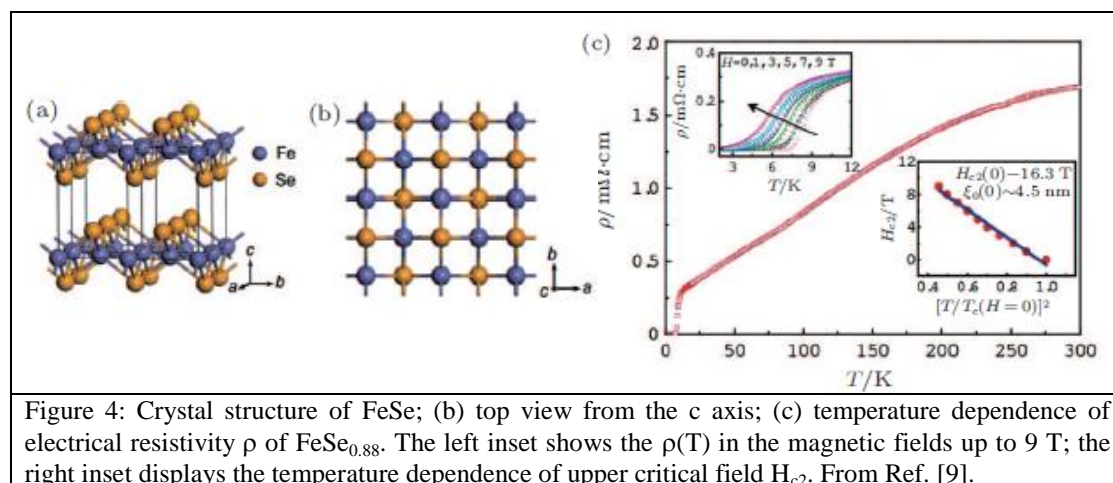 (a)
Fe
Se
c
a
b
(b)
b
c
a
(c)
2.0
1.5
1.0
0.5
0
ρ/ mΩ·cm
0
50
100
150
200
250
300
T/K
H=0,1,3,5,7,9 T
0.4
0.2
0
ρ/mΩ·cm
3
6
9
12
T/K
H_c2(0)−16.3 T
ξ_0(0)~4.5 nm
12
8
4
0
H_c2/T
0.4
0.6
0.8
1.0
[T/T_c(H=0)]²
Figure 4: Crystal structure of FeSe; (b) top view from the c axis; (c) temperature dependence of
electrical resistivity ρ of FeSe0.88. The left inset shows the ρ(T) in the magnetic fields up to 9 T; the
right inset displays the temperature dependence of upper critical field Hc2. From Ref. [9].